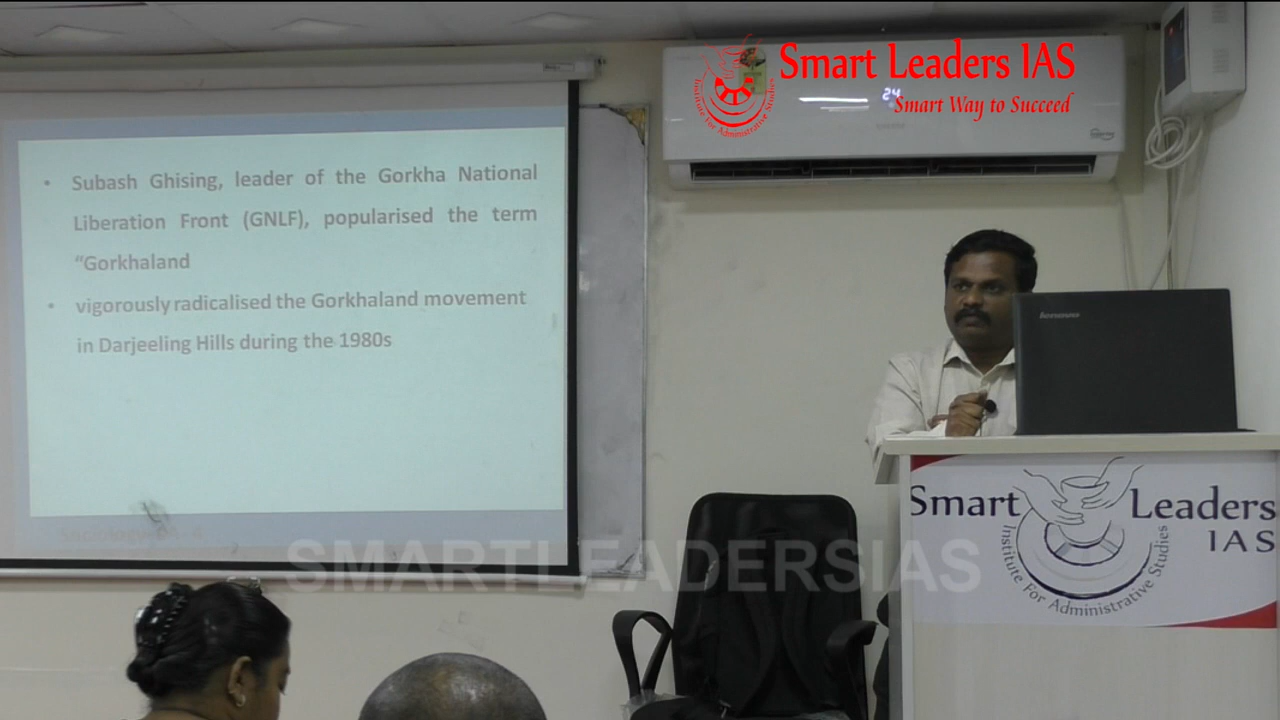 Smart Leaders IAS
Smart Way to Succeed
Institute For Administrative Studies
24
• Subash Ghising, leader of the Gorkha National
Liberation Front (GNLF), popularised the term
“Gorkhaland
• vigorously radicalised the Gorkhaland movement
in Darjeeling Hills during the 1980s
lenovo
Smart Leaders
IAS
Institute For Administrative Studies
SMARTLEADERSIAS